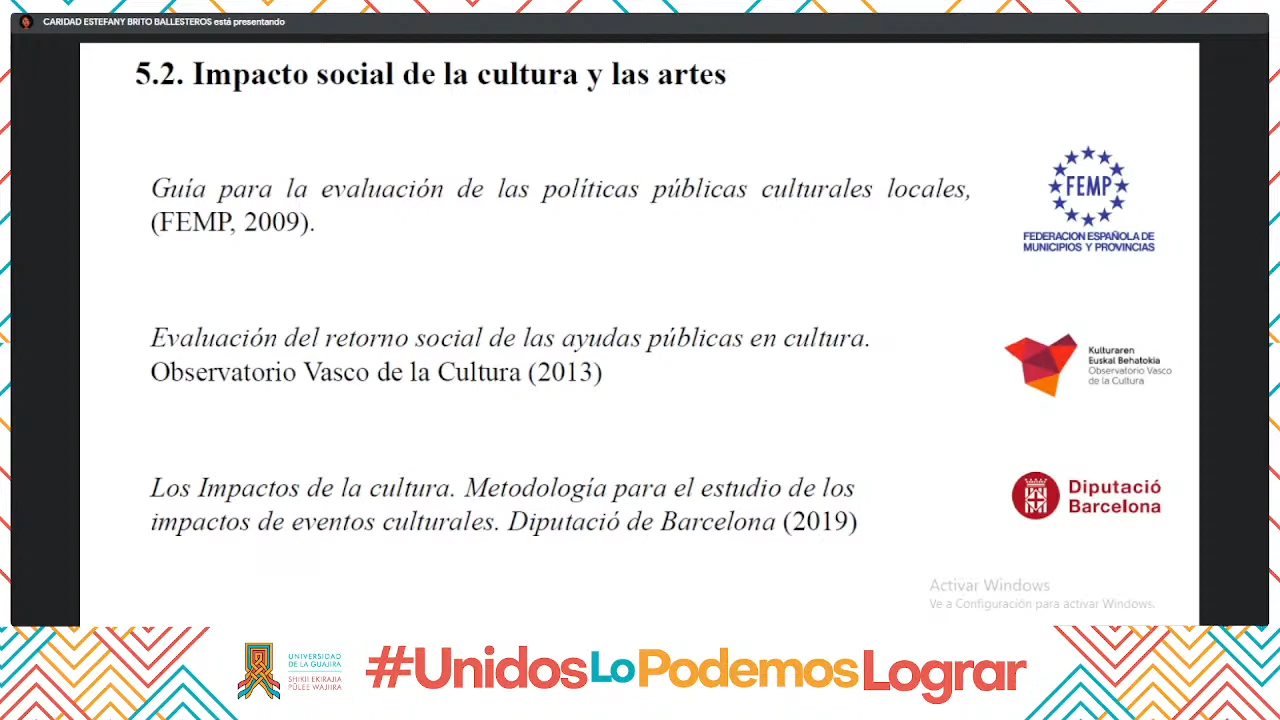 CARIDAD ESTEFANY BRITO BALLESTEROS está presentando
5.2. Impacto social de la cultura y las artes
Guía para la evaluación de las políticas públicas culturales locales,
(FEMP, 2009).
FEMP
FEDERACION ESPAÑOLA DE
MUNICIPIOS Y PROVINCIAS
Evaluación del retorno social de las ayudas públicas en cultura.
Observatorio Vasco de la Cultura (2013)
Kulturaren
Euskal Behatokia
Observatorio Vasco
de la Cultura
Los Impactos de la cultura. Metodología para el estudio de los
impactos de eventos culturales. Diputació de Barcelona (2019)
Diputació
Barcelona
Activar Windows
Ve a Configuración para activar Windows.
UNIVERSIDAD
DE LA GUAJIRA
SHIKII EKIRAJIA
PÜLEE WAJIIRA
#UnidosLoPodemosLograr